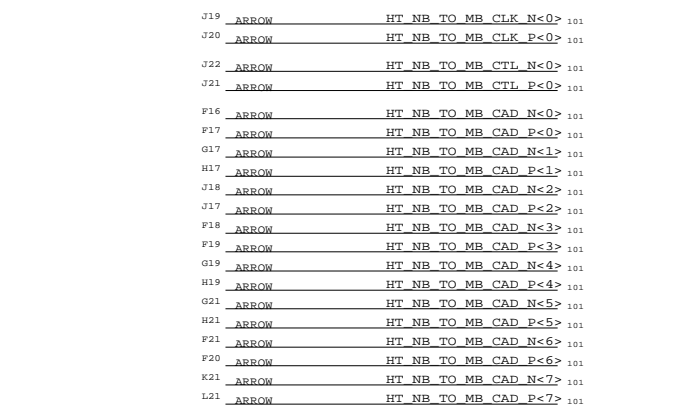 J19 ARROW HT_NB_TO_MB_CLK_N<0> 101
J20 ARROW HT_NB_TO_MB_CLK_P<0> 101
J22 ARROW HT_NB_TO_MB_CTL_N<0> 101
J21 ARROW HT_NB_TO_MB_CTL_P<0> 101
F16 ARROW HT_NB_TO_MB_CAD_N<0> 101
F17 ARROW HT_NB_TO_MB_CAD_P<0> 101
G17 ARROW HT_NB_TO_MB_CAD_N<1> 101
H17 ARROW HT_NB_TO_MB_CAD_P<1> 101
J18 ARROW HT_NB_TO_MB_CAD_N<2> 101
J17 ARROW HT_NB_TO_MB_CAD_P<2> 101
F18 ARROW HT_NB_TO_MB_CAD_N<3> 101
F19 ARROW HT_NB_TO_MB_CAD_P<3> 101
G19 ARROW HT_NB_TO_MB_CAD_N<4> 101
H19 ARROW HT_NB_TO_MB_CAD_P<4> 101
G21 ARROW HT_NB_TO_MB_CAD_N<5> 101
H21 ARROW HT_NB_TO_MB_CAD_P<5> 101
F21 ARROW HT_NB_TO_MB_CAD_N<6> 101
F20 ARROW HT_NB_TO_MB_CAD_P<6> 101
K21 ARROW HT_NB_TO_MB_CAD_N<7> 101
L21 ARROW HT_NB_TO_MB_CAD_P<7> 101